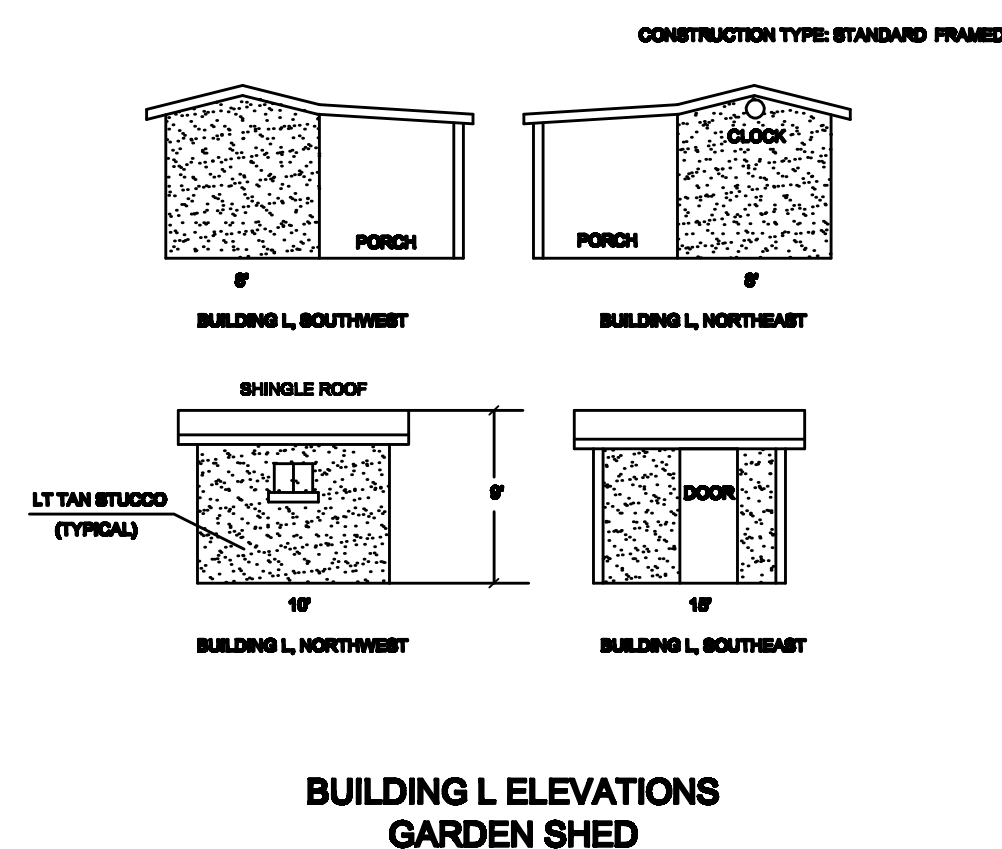 CONSTRUCTION TYPE: STANDARD FRAMED
CLOCK
PORCH
PORCH
8'
8'
BUILDING L, SOUTHWEST
BUILDING L, NORTHEAST
SHINGLE ROOF
LT TAN STUCCO
(TYPICAL)
9'
DOOR
10'
15'
BUILDING L, NORTHWEST
BUILDING L, SOUTHEAST
BUILDING L ELEVATIONS
GARDEN SHED